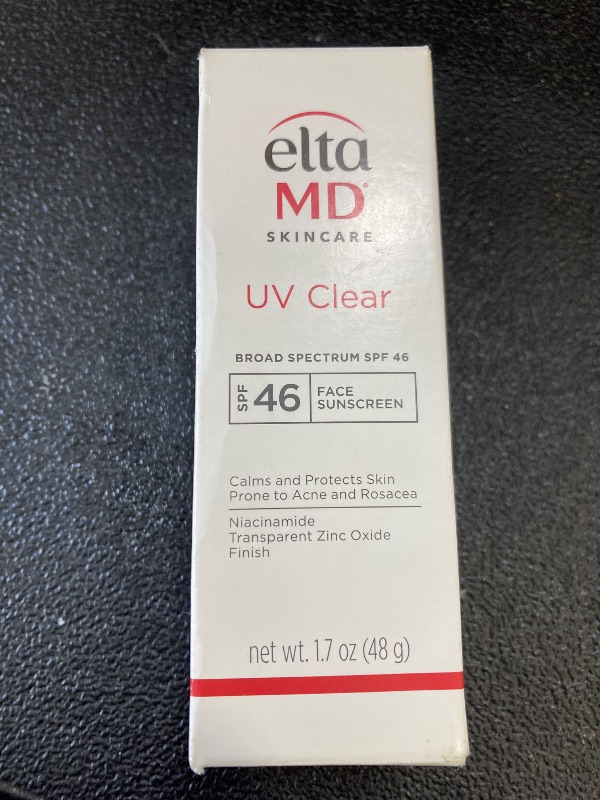 elta
MD®
SKINCARE
UV Clear
BROAD SPECTRUM SPF 46
SPF 46 FACE
SUNSCREEN
Calms and Protects Skin
Prone to Acne and Rosacea
Niacinamide
Transparent Zinc Oxide
Finish
net wt. 1.7 oz (48 g)